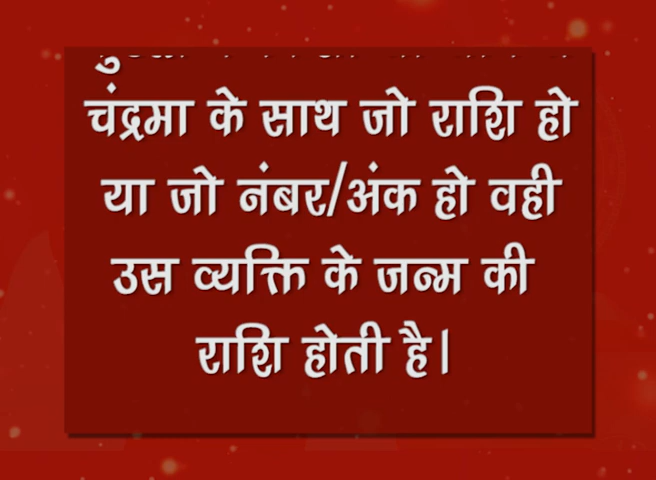 चंद्रमा के साथ जो राशि हो
या जो नंबर/अंक हो वही
उस व्यक्ति के जन्म की
राशि होती है।